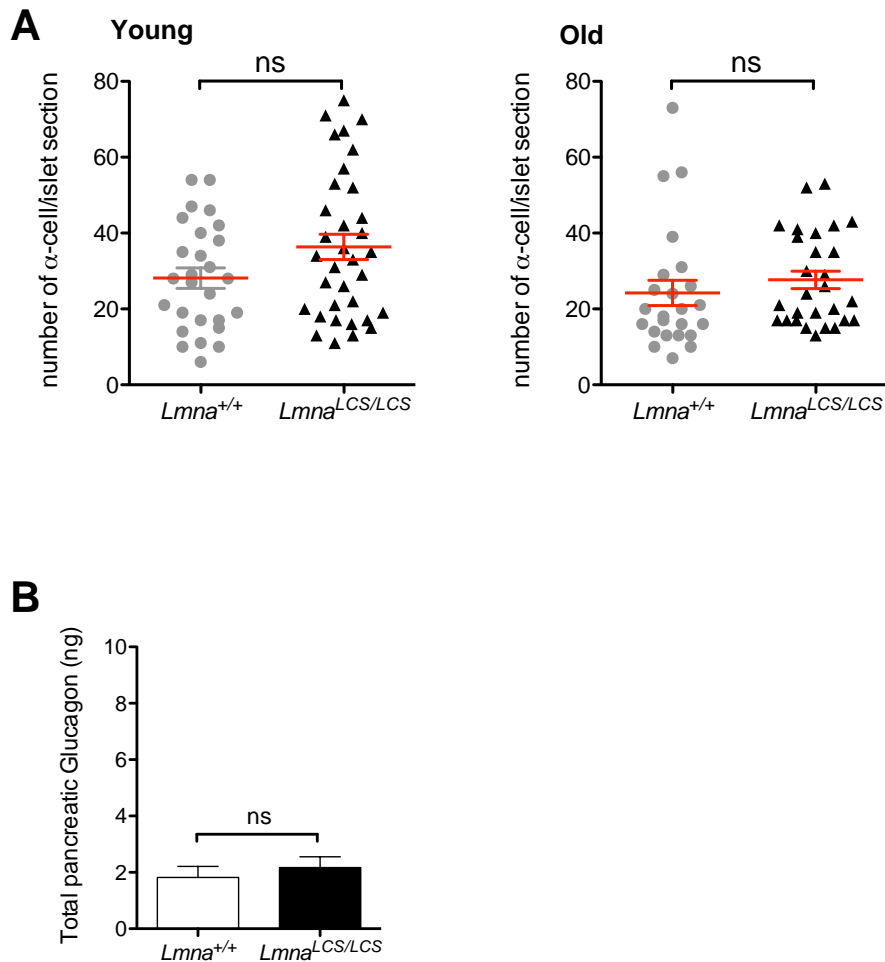 A
Young
Old
ns
ns
number of α-cell/islet section
80
60
40
20
0
Lmna+/+
LmnaLCS/LCS
number of α-cell/islet section
80
60
40
20
0
Lmna+/+
LmnaLCS/LCS
B
Total pancreatic Glucagon (ng)
10
8
6
4
2
0
ns
Lmna+/+
LmnaLCS/LCS